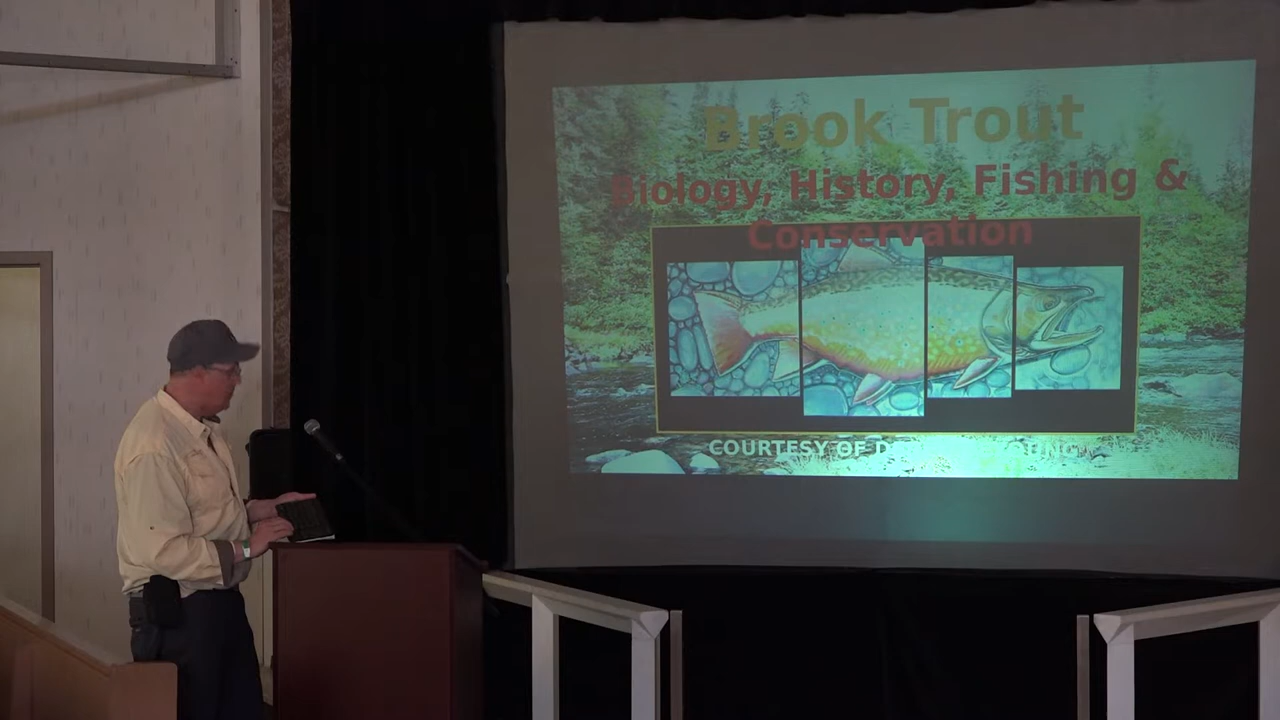 Brook Trout
Biology, History, Fishing &
Conservation
COURTESY OF